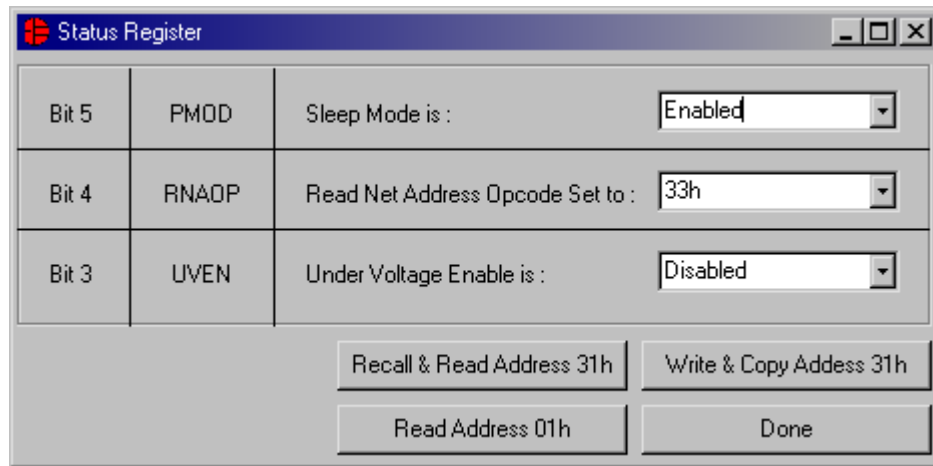 Status Register
Bit 5 PMOD Sleep Mode is : Enabled
Bit 4 RNAOP Read Net Address Opcode Set to : 33h
Bit 3 UVEN Under Voltage Enable is : Disabled
Recall & Read Address 31h Write & Copy Addess 31h
Read Address 01h Done